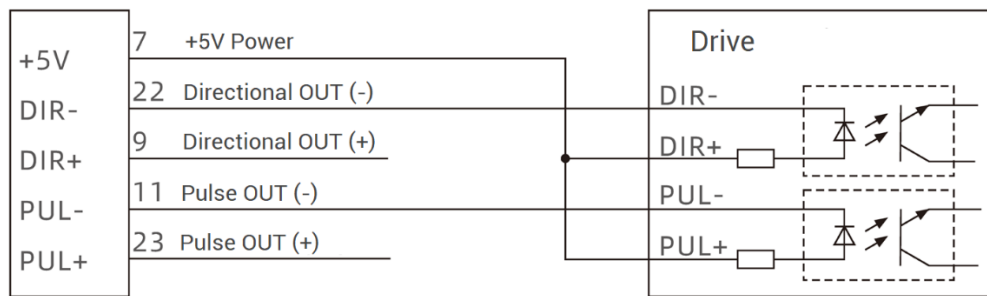 7 +5V Power
+5V
22 Directional OUT (-)
DIR-
9 Directional OUT (+)
DIR+
11 Pulse OUT (-)
PUL-
23 Pulse OUT (+)
PUL+
Drive
DIR-
DIR+
PUL-
PUL+